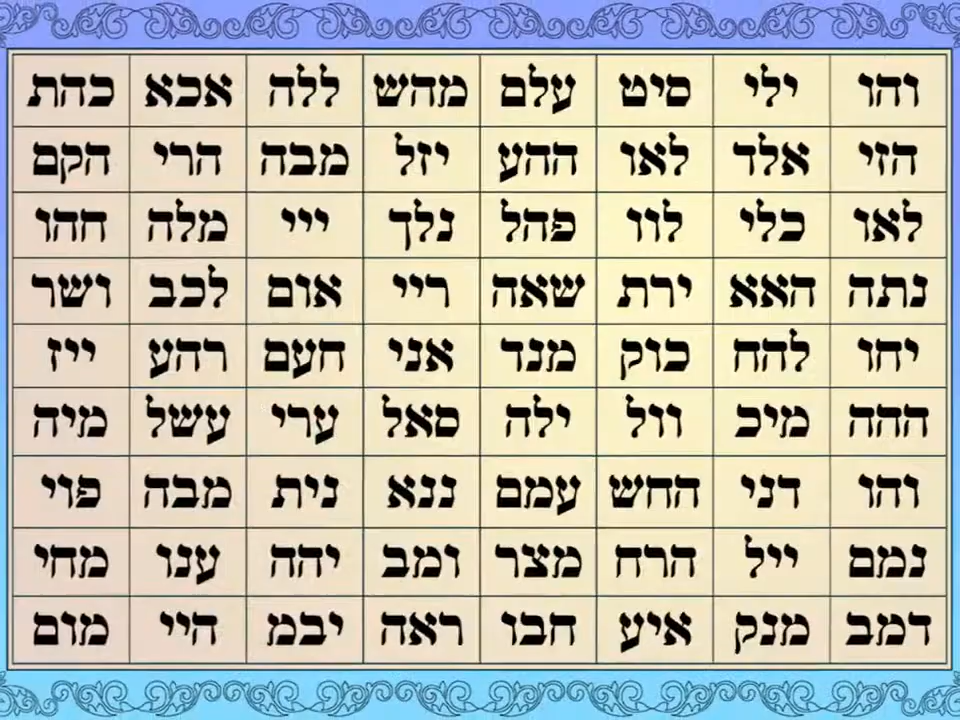 והו ילי סיט עלם מהש ללה אכא כהת
הזי אלד לאו ההע יזל מבה הרי הקם
לאו כלי לוו פהל נלך ייי מלה חהו
נתה האא ירת שאה ריי אום לכב ושר
יחו להח כוק מנד אני חעם רהע ייז
ההה מיכ וול ילה סאל ערי עשל מיה
והו דני החש עמם ננא נית מבה פוי
נמם ייל הרח מצר ומב יהה ענו מחי
דמב מנק איע חבו ראה יבמ היי מום